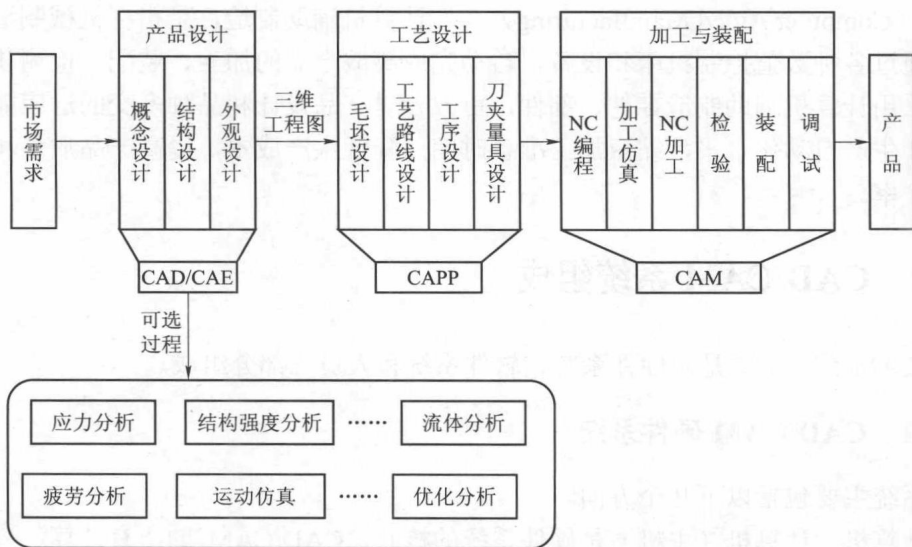 Computer Aided Manufacturing
产品设计
工艺设计
加工与装配
市场需求
概念设计
结构设计
外观设计
三维
工程图
毛坯设计
工艺路线设计
工序设计
刀夹量具设计
NC编程
加工仿真
NC加工
检验
装配
调试
产品
CAD/CAE
CAPP
CAM
可选
过程
应力分析
结构强度分析
……
流体分析
疲劳分析
运动仿真
……
优化分析